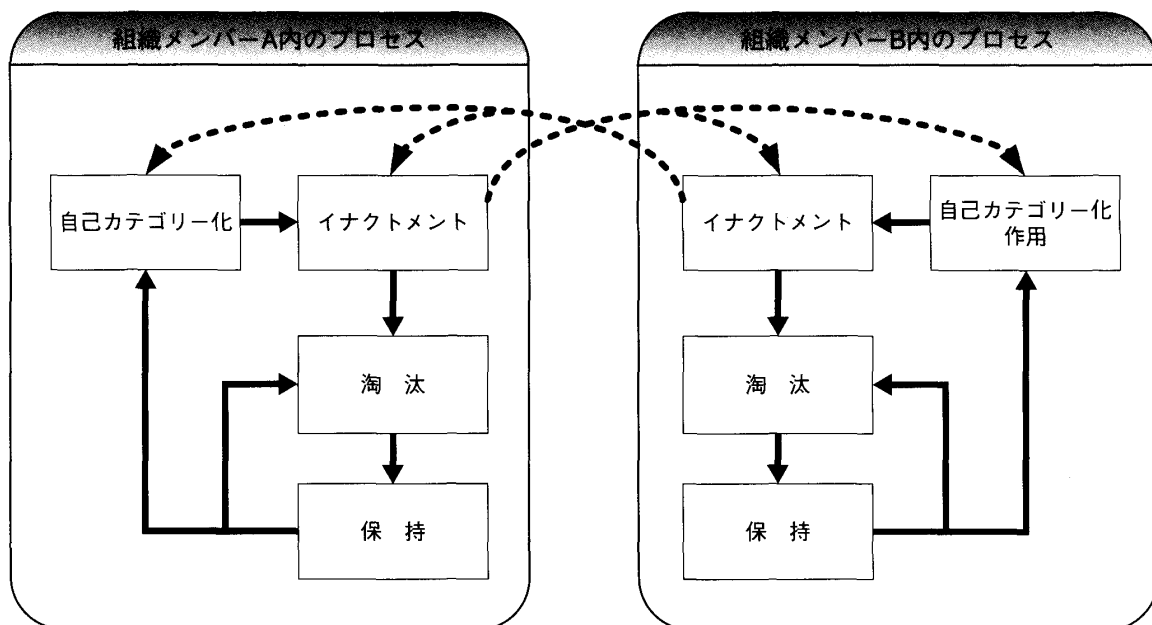 組織メンバーA内のプロセス
組織メンバーB内のプロセス
自己カテゴリー化
イナクトメント
淘 汰
保 持
イナクトメント
自己カテゴリー化
作用
淘 汰
保 持